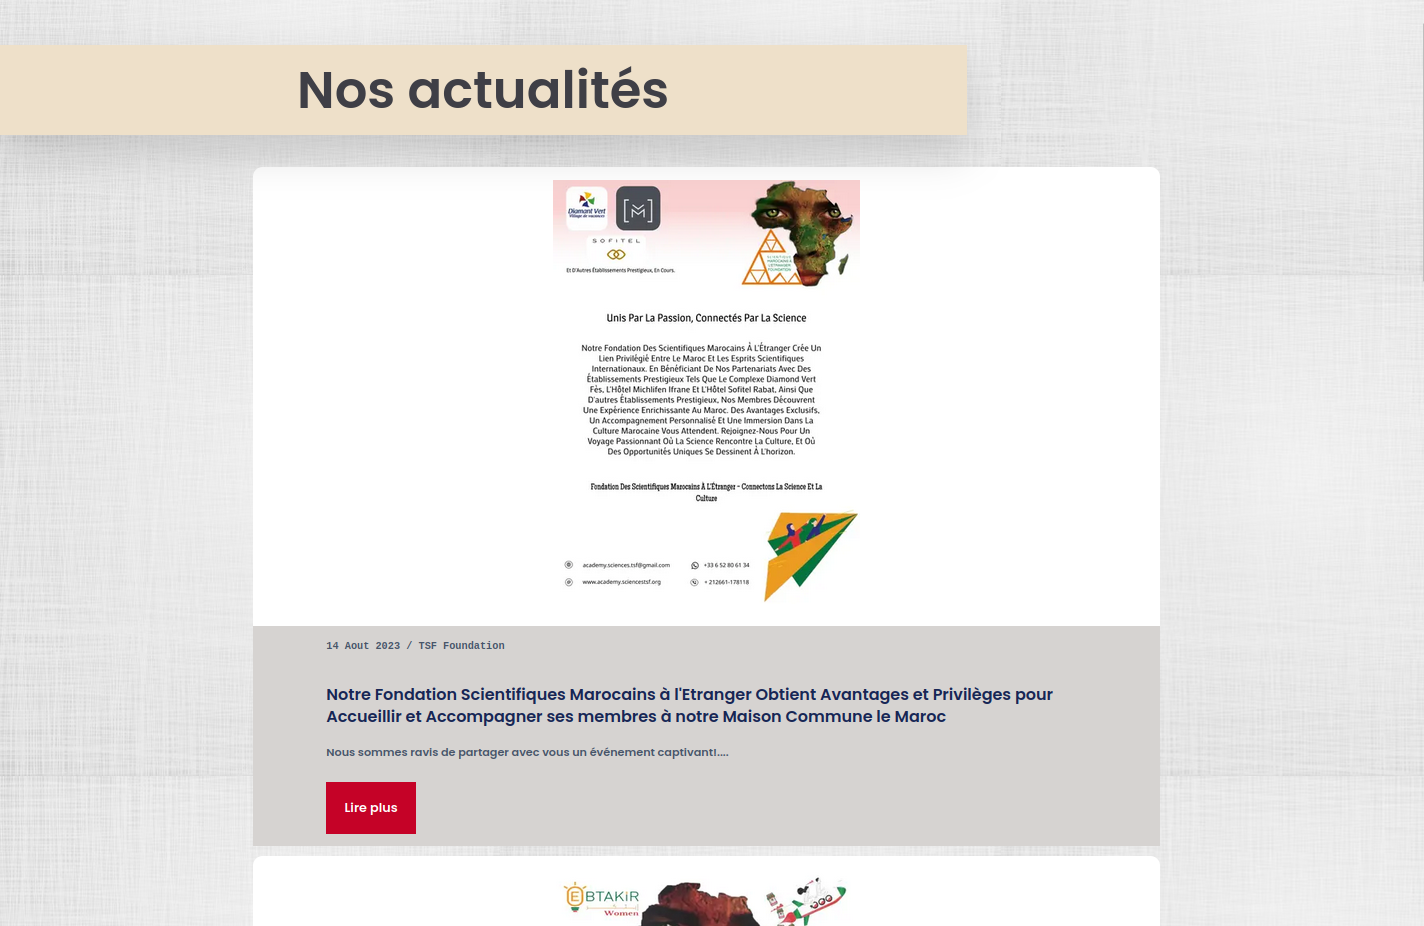 Nos actualités
Diamant Vert
Village de vacances
[M]
SOFITEL
Et D'Autres Établissements Prestigieux, En Cours.
SCIENTIFIQUE
MAROCAINS À
L'ÉTRANGER
FOUNDATION
Unis Par La Passion, Connectés Par La Science
Notre Fondation Des Scientifiques Marocains À L'Étranger Crée Un
Lien Privilégié Entre Le Maroc Et Les Esprits Scientifiques
Internationaux. En Bénéficiant De Nos Partenariats Avec Des
Établissements Prestigieux Tels Que Le Complexe Diamond Vert
Fès, L'Hôtel Michlifen Ifrane Et L'Hôtel Sofitel Rabat, Ainsi Que
D'autres Établissements Prestigieux, Nos Membres Découvrent
Une Expérience Enrichissante Au Maroc. Des Avantages Exclusifs,
Un Accompagnement Personnalisé Et Une Immersion Dans La
Culture Marocaine Vous Attendent. Rejoignez-Nous Pour Un
Voyage Passionnant Où La Science Rencontre La Culture, Et Où
Des Opportunités Uniques Se Dessinent À L'horizon.
Fondation Des Scientifiques Marocains À L'Étranger - Connectons La Science Et La
Culture
academy.sciences.tsf@gmail.com
+33 6 52 80 61 34
www.academy.sciencestsf.org
+ 212661-178118
14 Aout 2023 / TSF Foundation
Notre Fondation Scientifiques Marocains à l'Etranger Obtient Avantages et Privilèges pour
Accueillir et Accompagner ses membres à notre Maison Commune le Maroc
Nous sommes ravis de partager avec vous un événement captivant!....
Lire plus
EBTAKiR
Women